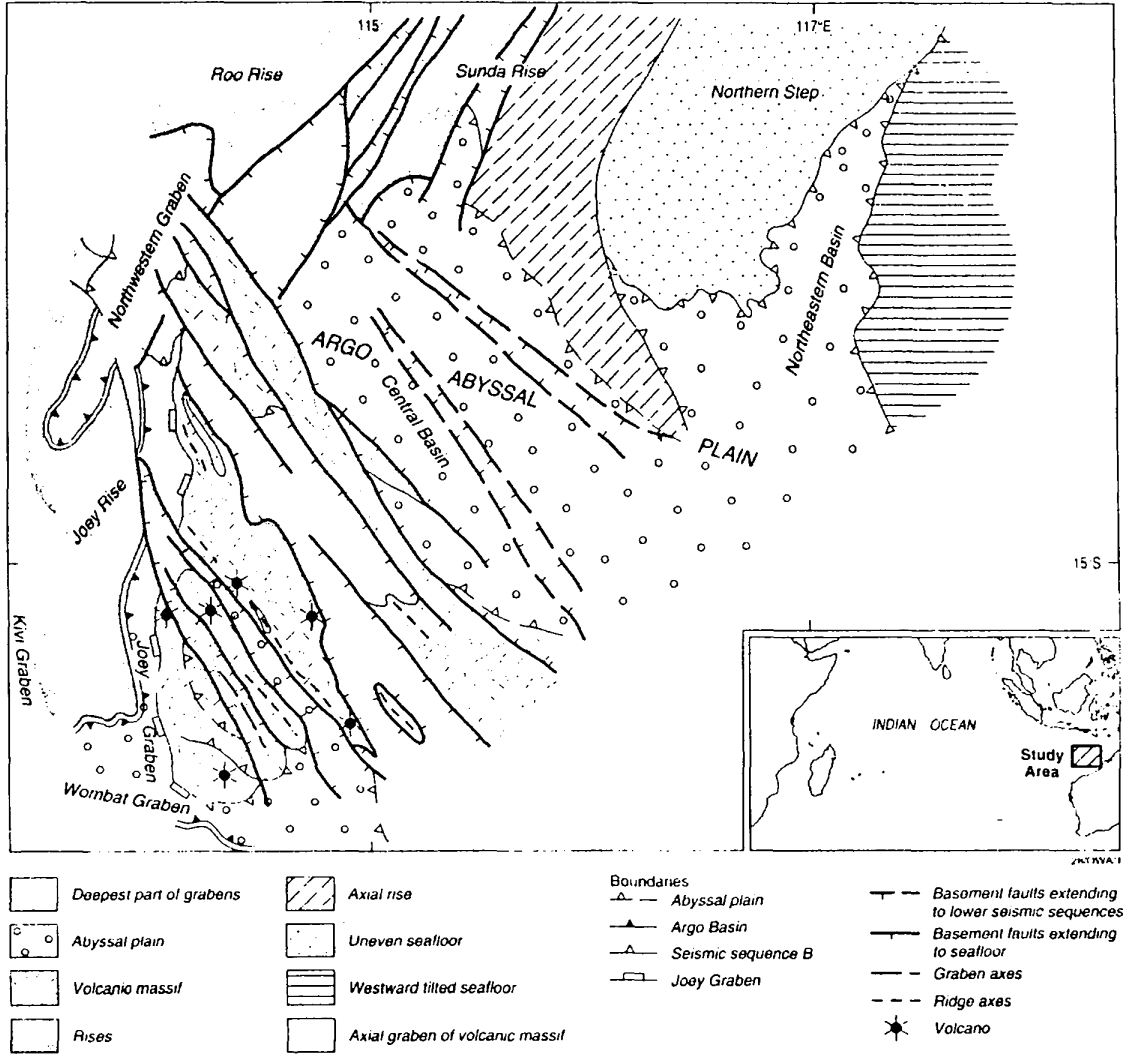 115
117°E
Roo Rise
Sunda Rise
Northern Step
Northwestern Graben
Northeastern Basin
ARGO
ABYSSAL
PLAIN
Central Basin
Joey Rise
15 S
Kivi Graben
Joey Graben
Wombat Graben
INDIAN OCEAN
Study
Area
Deepest part of grabens
Abyssal plain
Volcanic massif
Rises
Axial rise
Uneven seafloor
Westward tilted seafloor
Axial graben of volcanic massif
Boundaries
Abyssal plain
Argo Basin
Seismic sequence B
Joey Graben
Basement faults extending
to lower seismic sequences
Basement faults extending
to seafloor
Graben axes
Ridge axes
Volcano